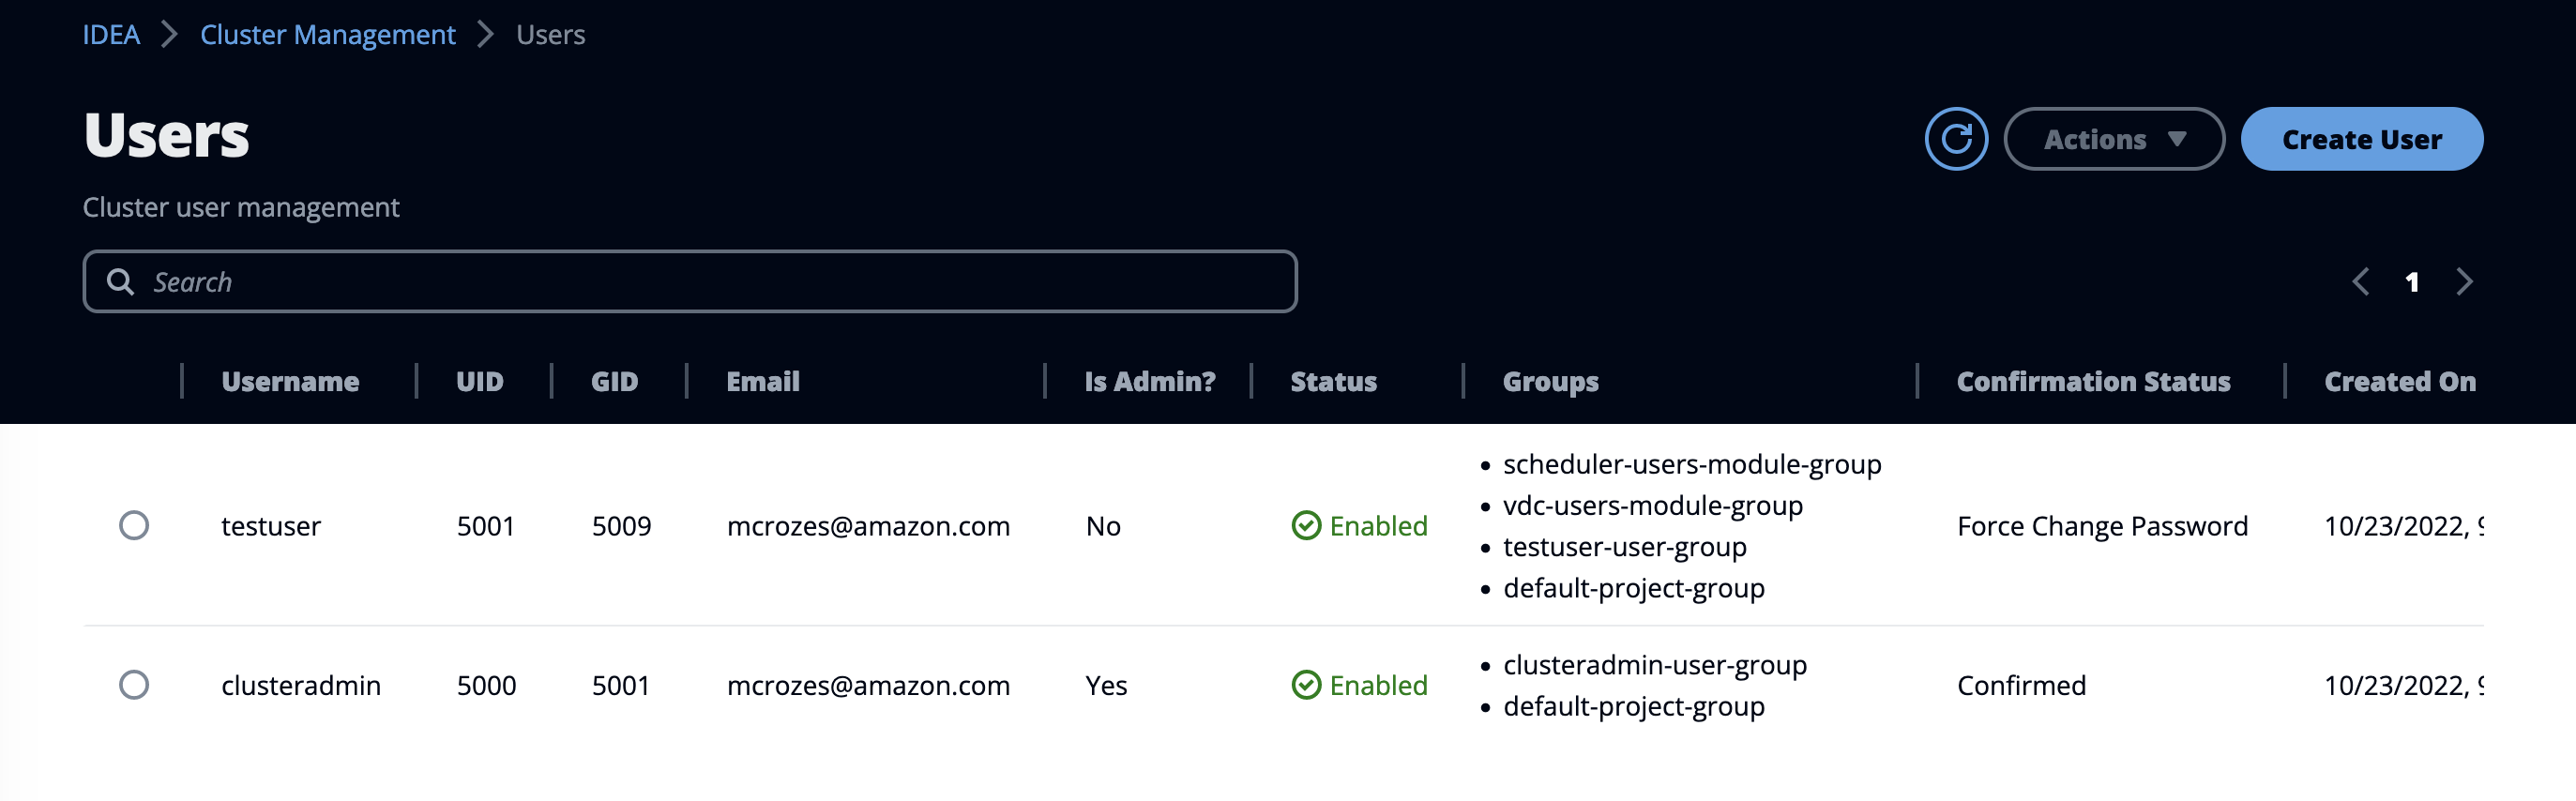 IDEA > Cluster Management > Users
Users
Actions
Create User
Cluster user management
Search
1
Username UID GID Email Is Admin? Status Groups Confirmation Status Created On
testuser 5001 5009 mcrozes@amazon.com No Enabled
scheduler-users-module-group
vdc-users-module-group
testuser-user-group
default-project-group
Force Change Password 10/23/2022,
clusteradmin 5000 5001 mcrozes@amazon.com Yes Enabled
clusteradmin-user-group
default-project-group
Confirmed 10/23/2022,